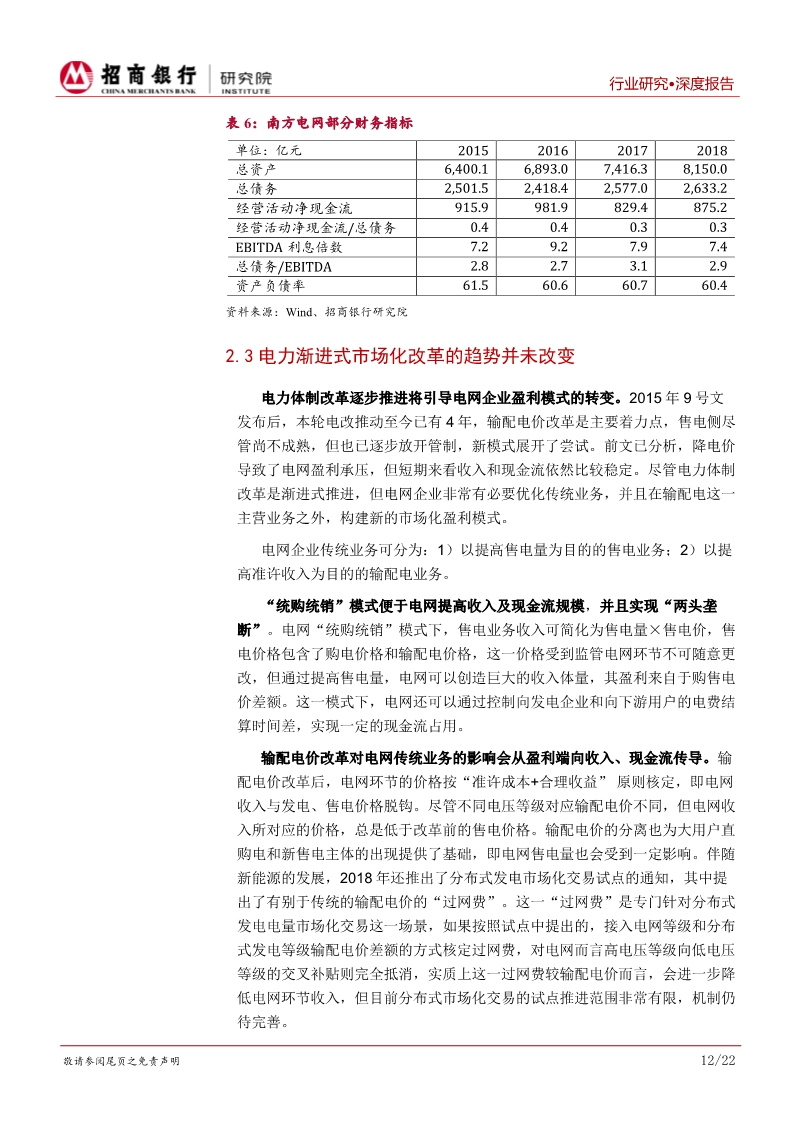 招商银行
CHINA MERCHANTS BANK
研究院
INSTITUTE
行业研究•深度报告
表 6：南方电网部分财务指标
单位：亿元 2015 2016 2017 2018
总资产 6,400.1 6,893.0 7,416.3 8,150.0
总债务 2,501.5 2,418.4 2,577.0 2,633.2
经营活动净现金流 915.9 981.9 829.4 875.2
经营活动净现金流/总债务 0.4 0.4 0.3 0.3
EBITDA 利息倍数 7.2 9.2 7.9 7.4
总债务/EBITDA 2.8 2.7 3.1 2.9
资产负债率 61.5 60.6 60.7 60.4
资料来源：Wind、招商银行研究院
2.3 电力渐进式市场化改革的趋势并未改变
电力体制改革逐步推进将引导电网企业盈利模式的转变。2015 年 9 号文
发布后，本轮电改推动至今已有 4 年，输配电价改革是主要着力点，售电侧尽
管尚不成熟，但也已逐步放开管制，新模式展开了尝试。前文已分析，降电价
导致了电网盈利承压，但短期来看收入和现金流依然比较稳定。尽管电力体制
改革是渐进式推进，但电网企业非常有必要优化传统业务，并且在输配电这一
主营业务之外，构建新的市场化盈利模式。
电网企业传统业务可分为：1）以提高售电量为目的的售电业务；2）以提
高准许收入为目的的输配电业务。
“统购统销”模式便于电网提高收入及现金流规模，并且实现“两头垄
断”。电网“统购统销”模式下，售电业务收入可简化为售电量×售电价，售
电价格包含了购电价格和输配电价格，这一价格受到监管电网环节不可随意更
改，但通过提高售电量，电网可以创造巨大的收入体量，其盈利来自于购售电
价差额。这一模式下，电网还可以通过控制向发电企业和向下游用户的电费结
算时间差，实现一定的现金流占用。
输配电价改革对电网传统业务的影响会从盈利端向收入、现金流传导。输
配电价改革后，电网环节的价格按“准许成本+合理收益” 原则核定，即电网
收入与发电、售电价格脱钩。尽管不同电压等级对应输配电价不同，但电网收
入所对应的价格，总是低于改革前的售电价格。输配电价的分离也为大用户直
购电和新售电主体的出现提供了基础，即电网售电量也会受到一定影响。伴随
新能源的发展，2018 年还推出了分布式发电市场化交易试点的通知，其中提
出了有别于传统的输配电价的“过网费”。这一“过网费”是专门针对分布式
发电电量市场化交易这一场景，如果按照试点中提出的，接入电网等级和分布
式发电等级输配电价差额的方式核定过网费，对电网而言高电压等级向低电压
等级的交叉补贴则完全抵消，实质上这一过网费较输配电价而言，会进一步降
低电网环节收入，但目前分布式市场化交易的试点推进范围非常有限，机制仍
待完善。
敬请参阅尾页之免责声明
12/22